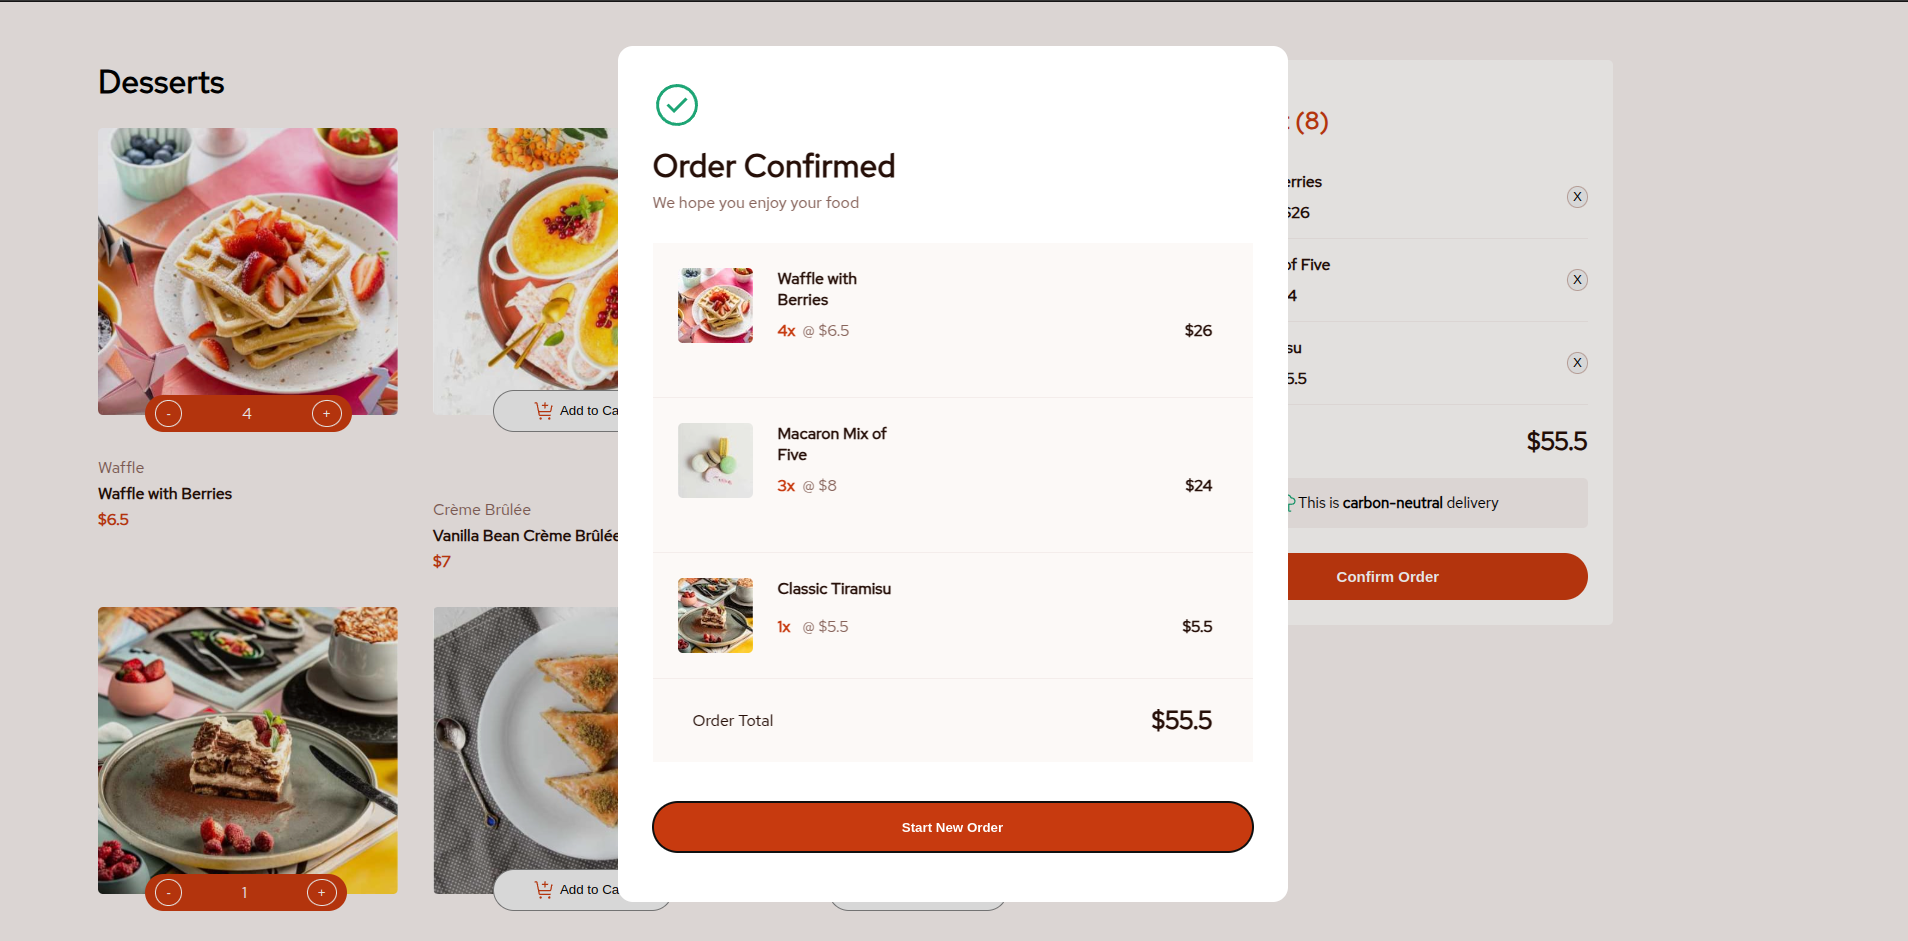 Desserts
4
-
+
Waffle
Waffle with Berries
$6.5
Add to Ca
Crème Brûlée
Vanilla Bean Crème Brûlée
$7
-
1
+
Add to Ca
Order Confirmed
We hope you enjoy your food
Waffle with
Berries
4x @ $6.5 $26
Macaron Mix of
Five
3x @ $8 $24
Classic Tiramisu
1x @ $5.5 $5.5
Order Total $55.5
Start New Order
(8)
erries
$26
X
of Five
4
X
su
5.5
X
$55.5
This is carbon-neutral delivery
Confirm Order